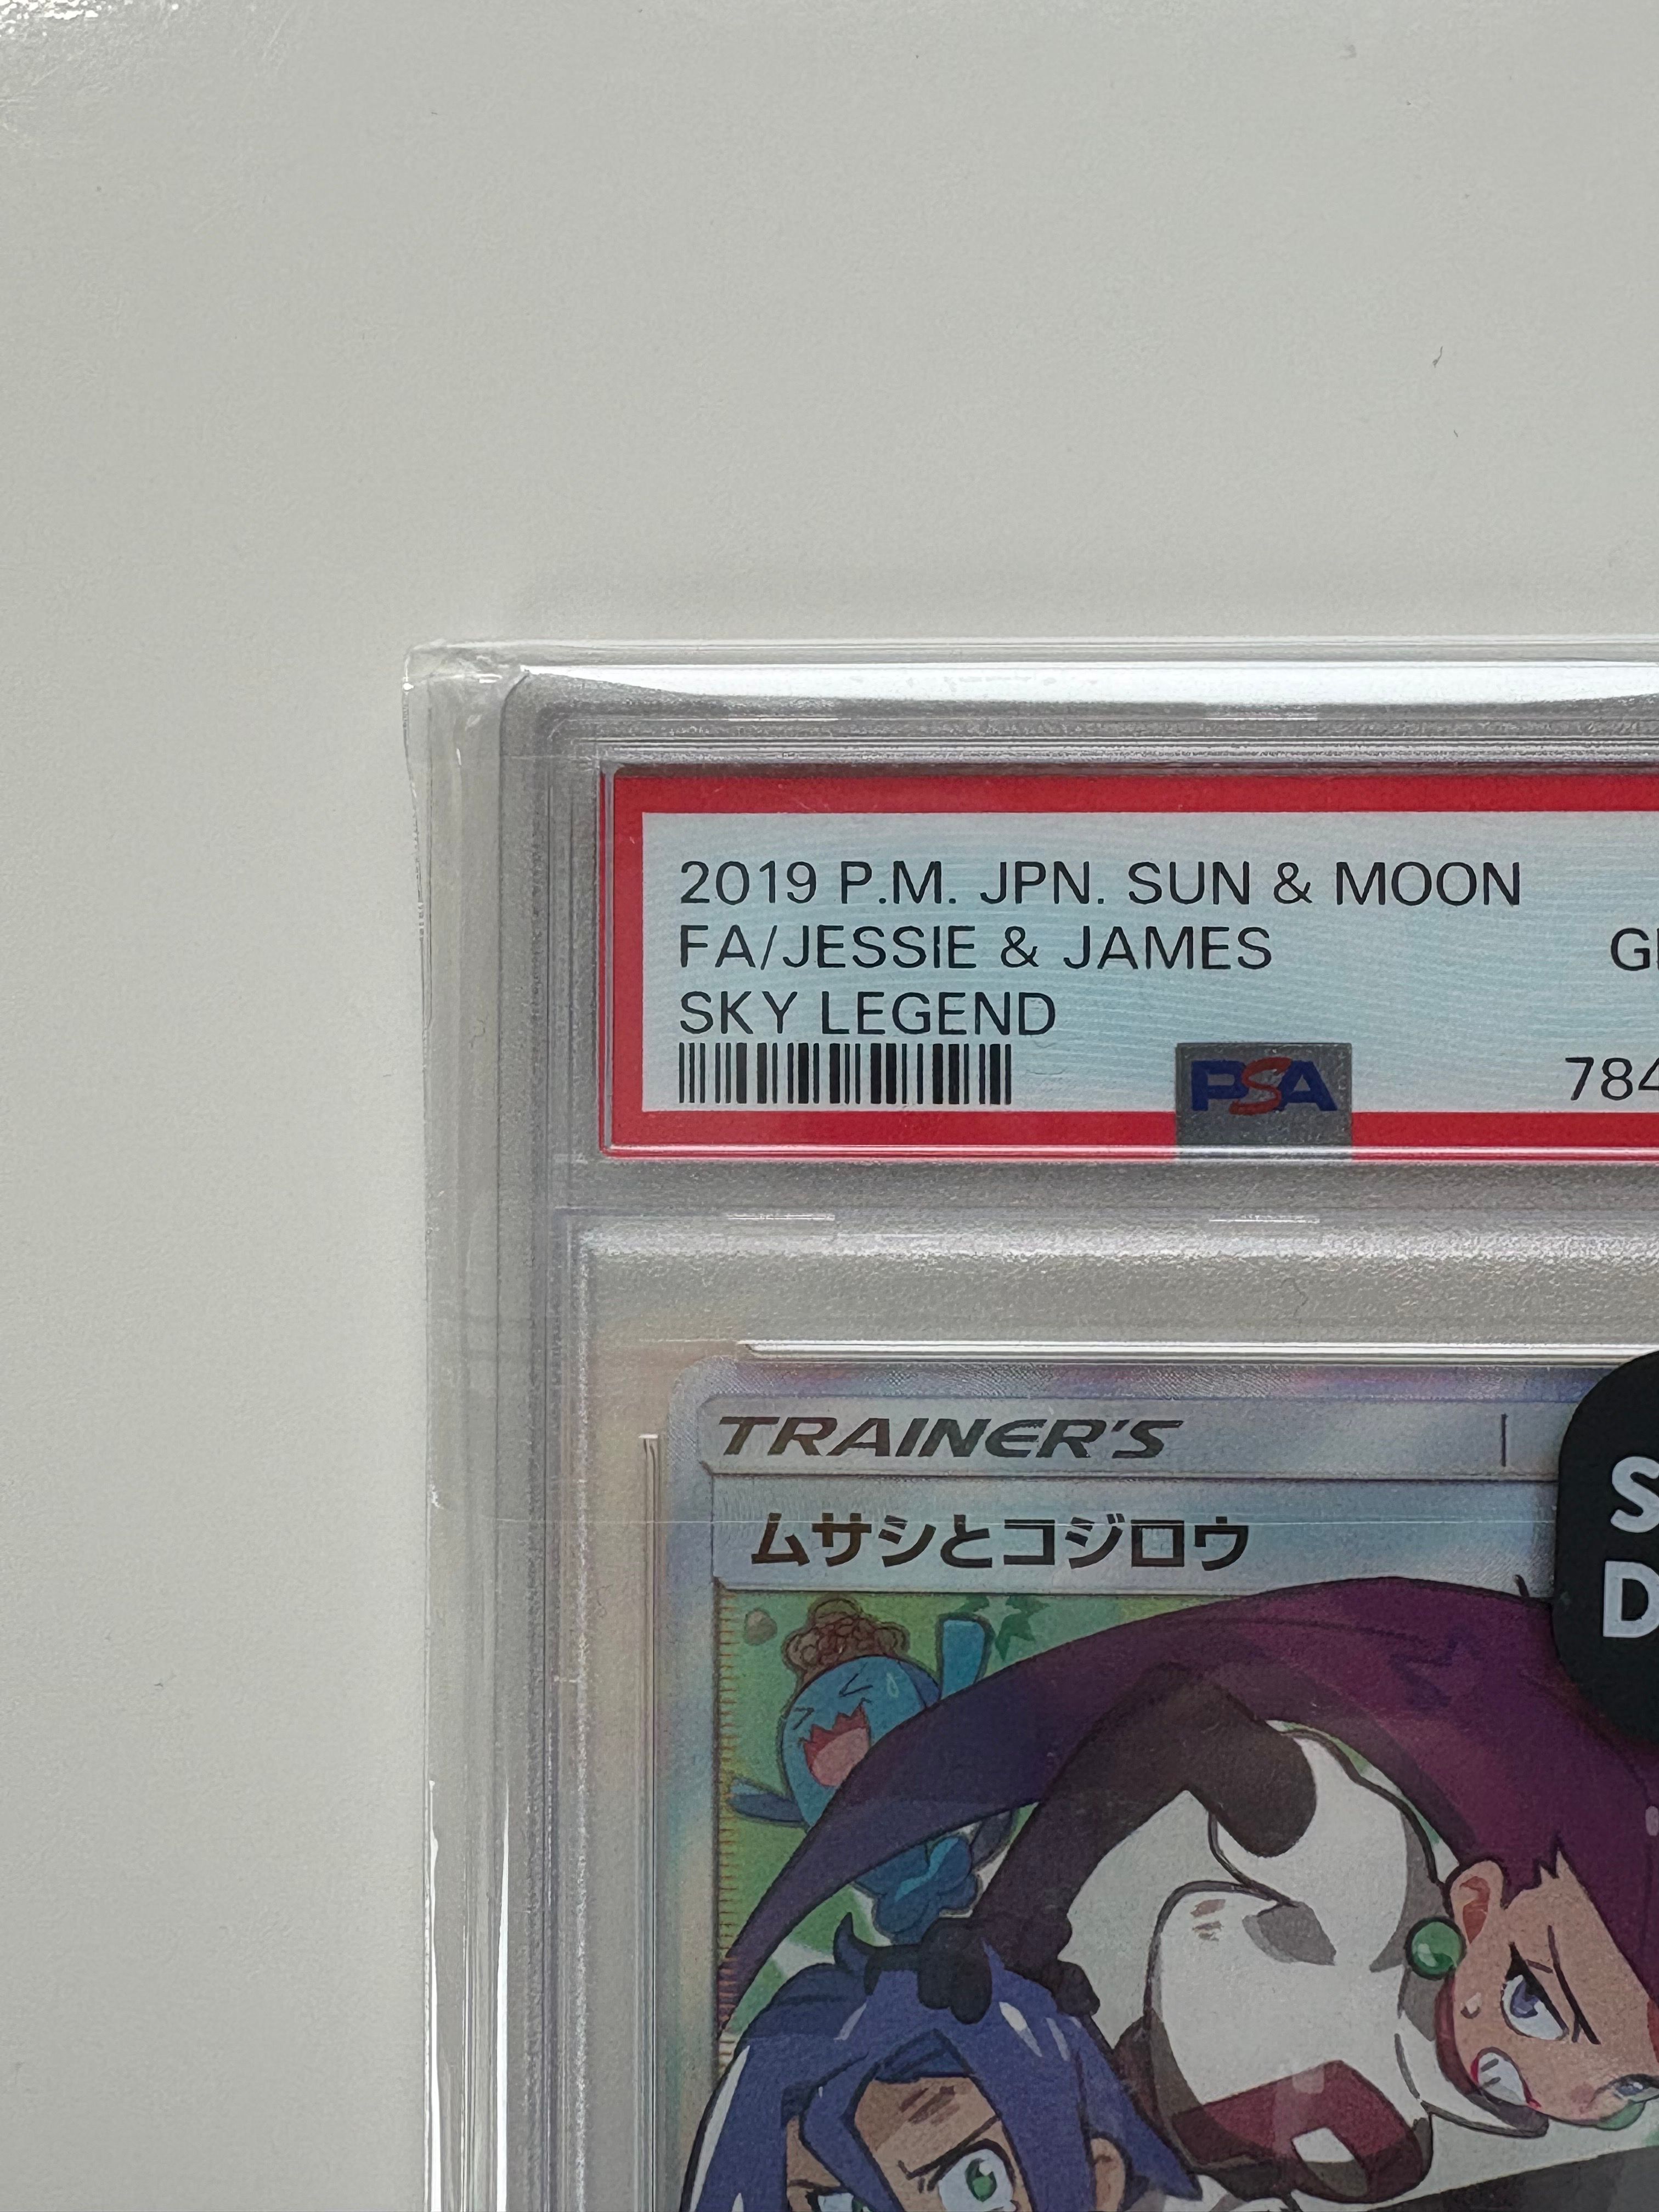 2019 P.M. JPN. SUN & MOON
FA/JESSIE & JAMES
SKY LEGEND
PSA
TRAINER'S
ムサシとコジロウ